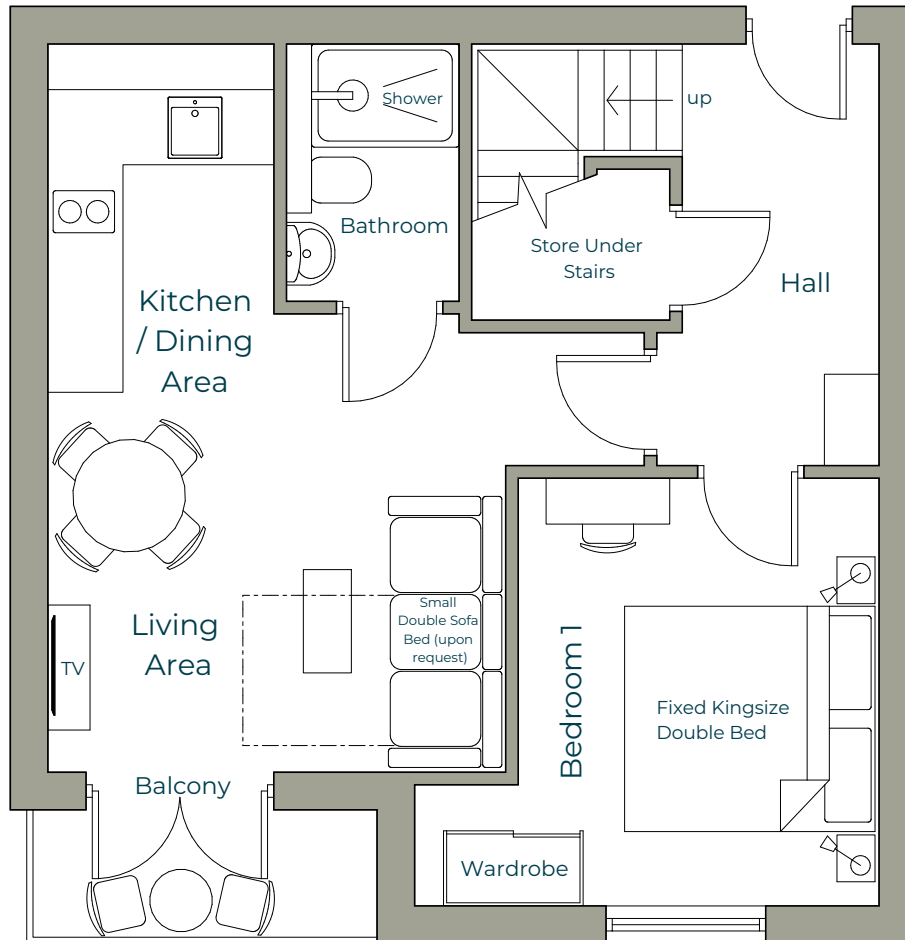 Shower
up
Bathroom
Store Under
Stairs
Hall
Kitchen
/ Dining
Area
Living
Area
TV
Small
Double Sofa
Bed (upon
request)
Bedroom 1
Fixed Kingsize
Double Bed
Balcony
Wardrobe